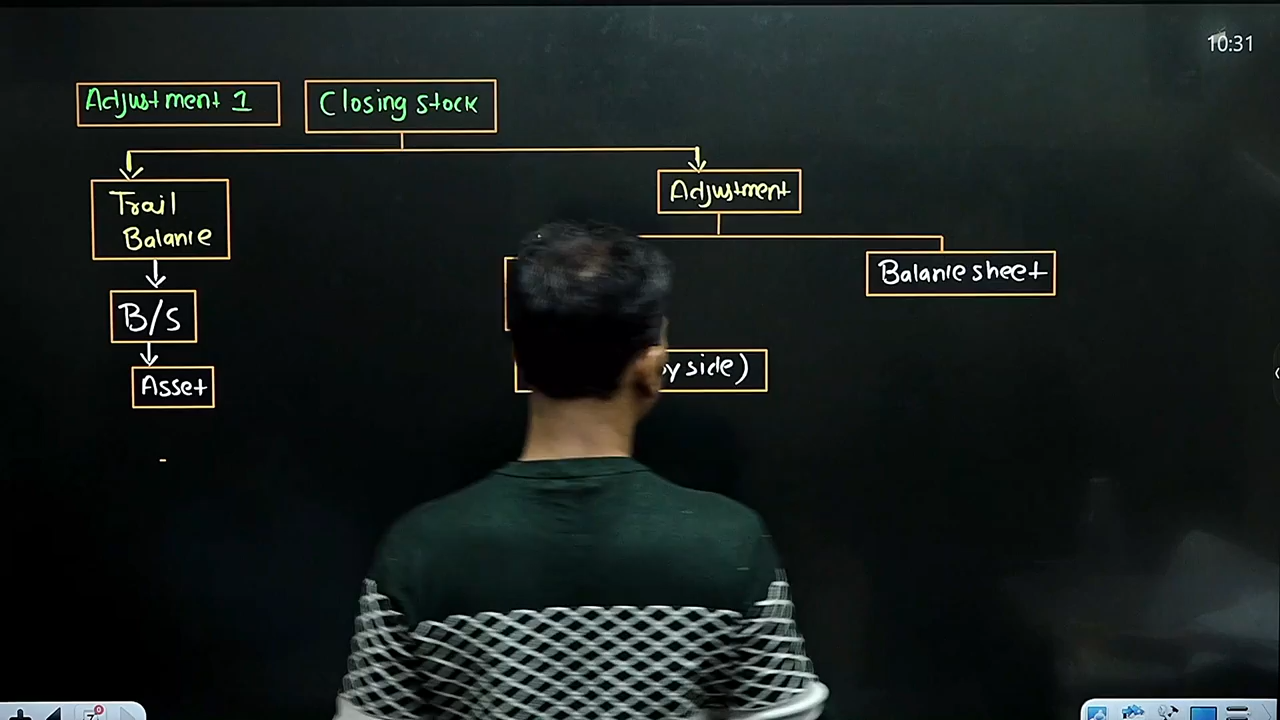 10:31
Adjustment 1
Closing stock
Trail
Balanie
Adjustment
B/S
Balanie sheet
Asset
side)